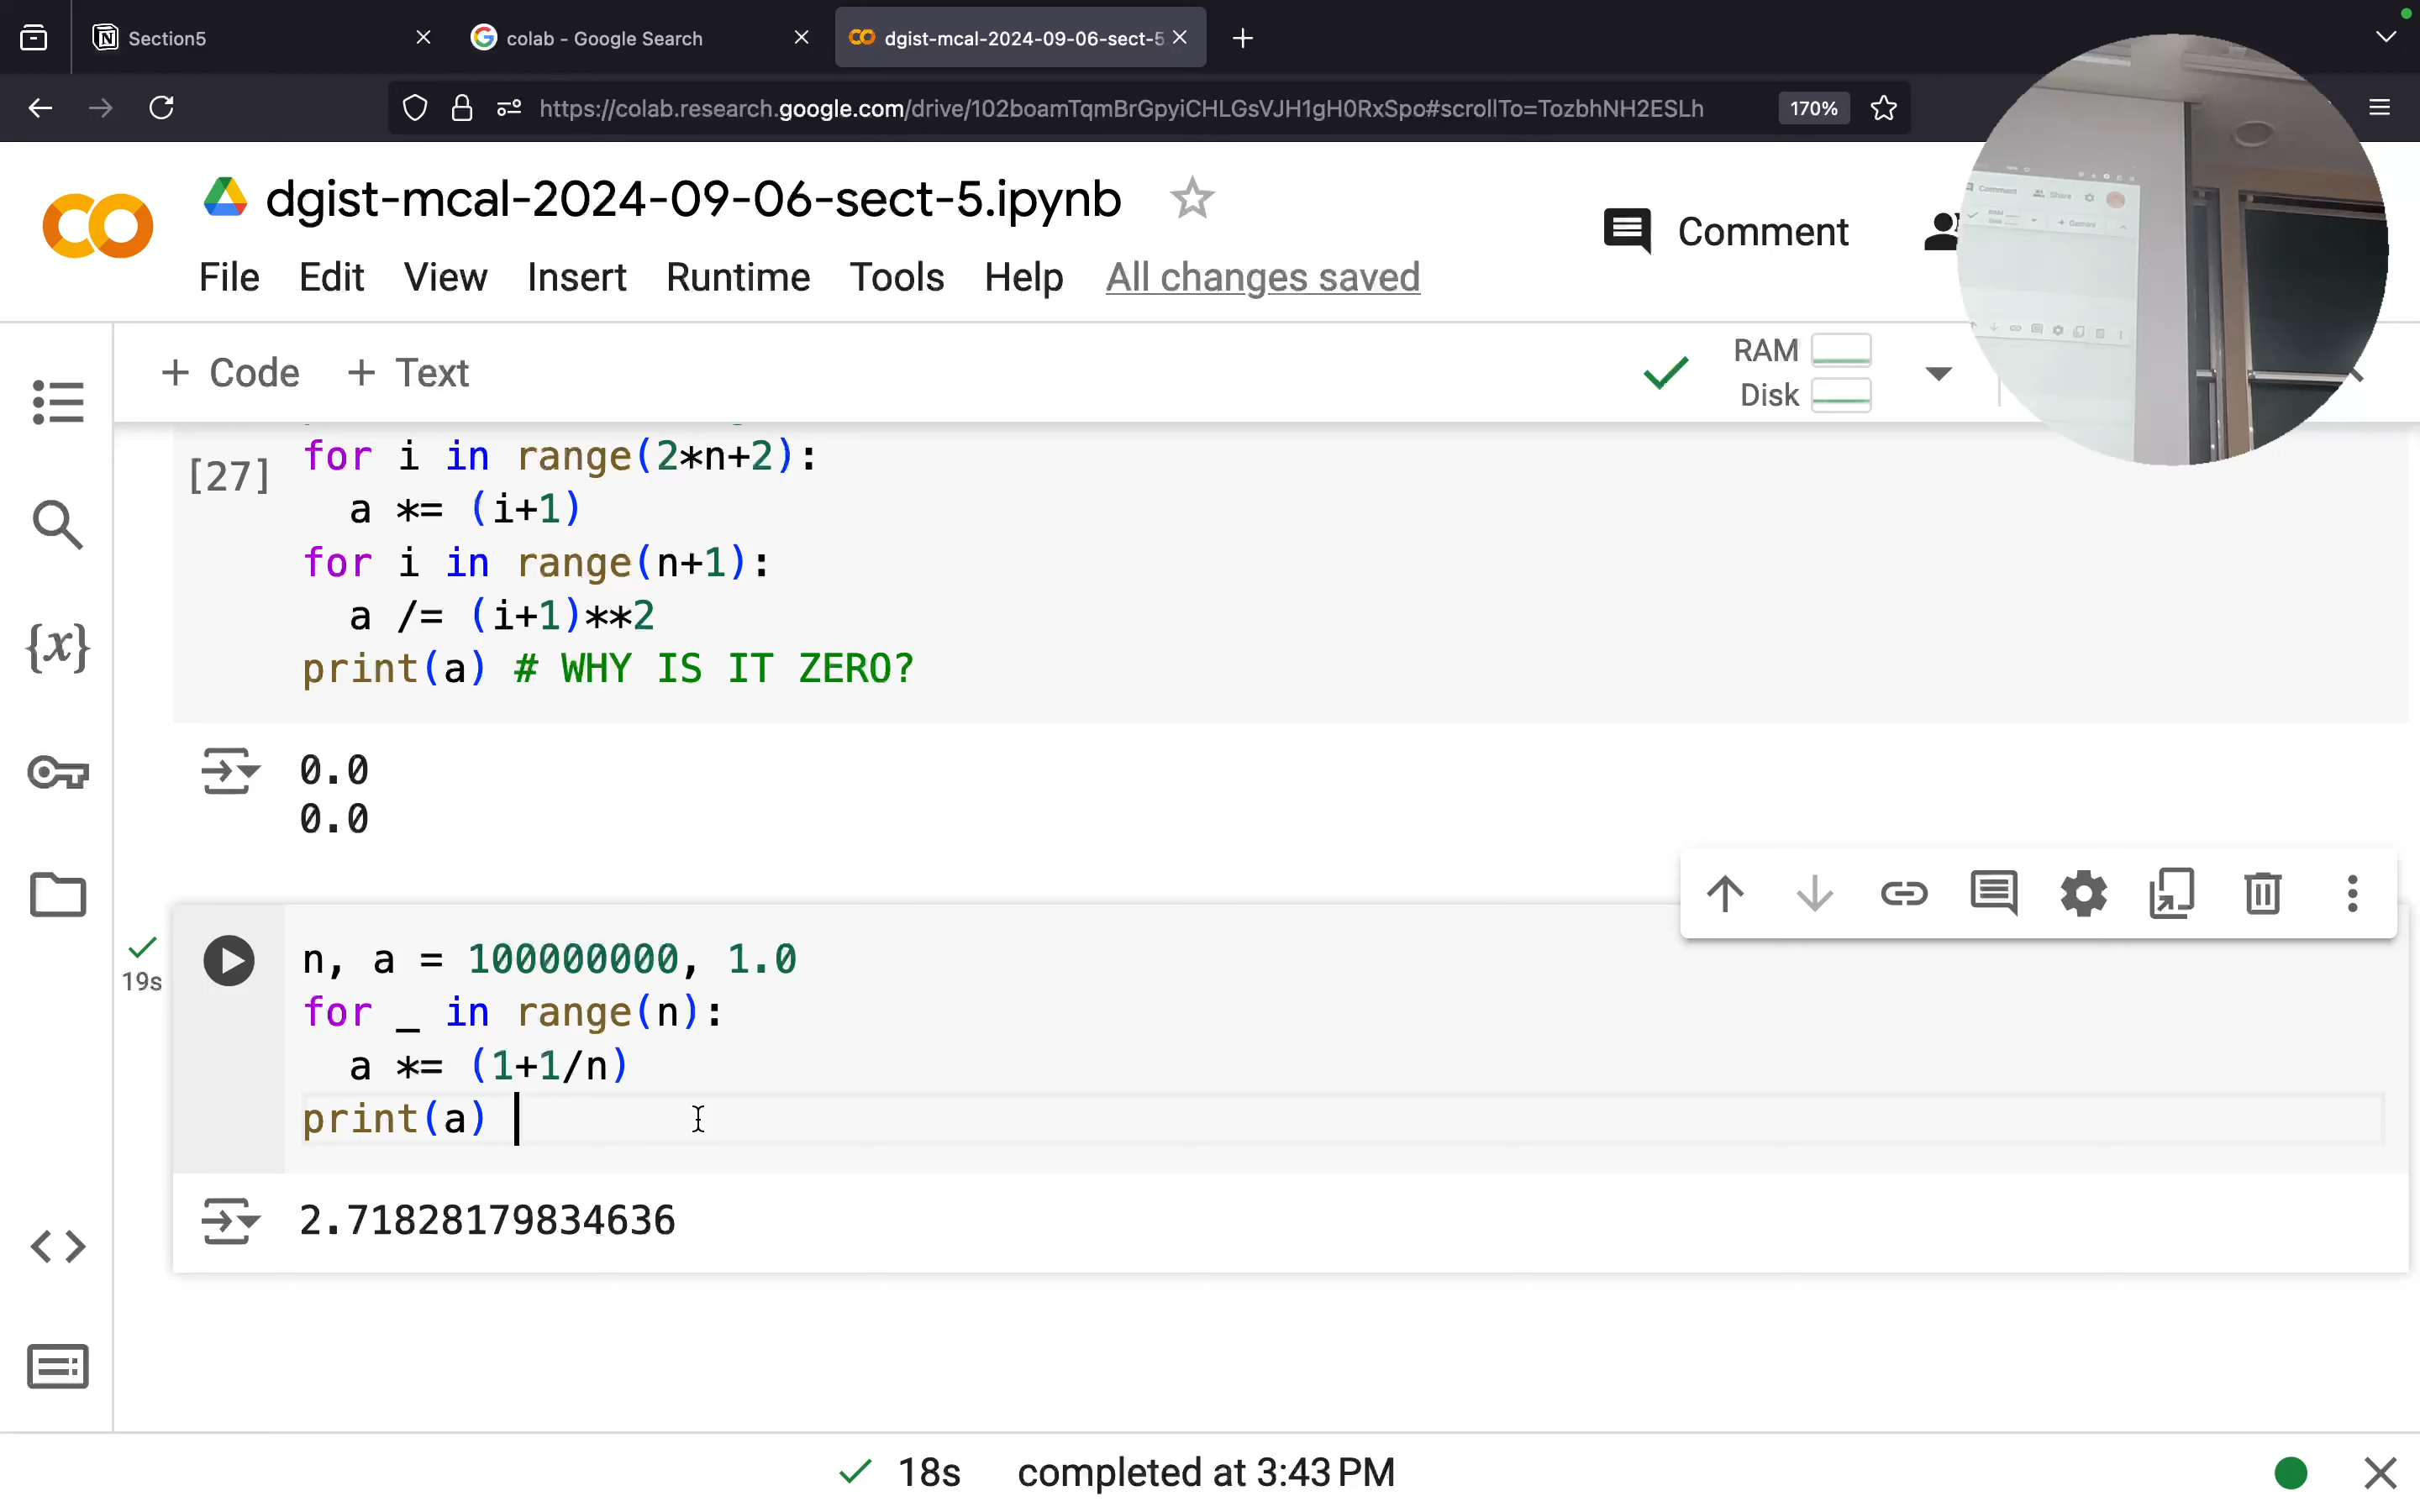 Section5
colab - Google Search
dgist-mcal-2024-09-06-sect-5
https://colab.research.google.com/drive/102boamTqmBrGpyiCHLGsVJH1gH0RxSpo#scrollTo=TozbhNH2ESLh
170%
dgist-mcal-2024-09-06-sect-5.ipynb
Comment
File Edit View Insert Runtime Tools Help All changes saved
+ Code + Text
RAM
Disk
[27]
for i in range(2*n+2):
  a *= (i+1)
for i in range(n+1):
  a /= (i+1)**2
print(a) # WHY IS IT ZERO?
0.0
0.0
19s
n, a = 100000000, 1.0
for _ in range(n):
  a *= (1+1/n)
print(a)
2.71828179834636
18s completed at 3:43 PM
Comment
Share
Gemini